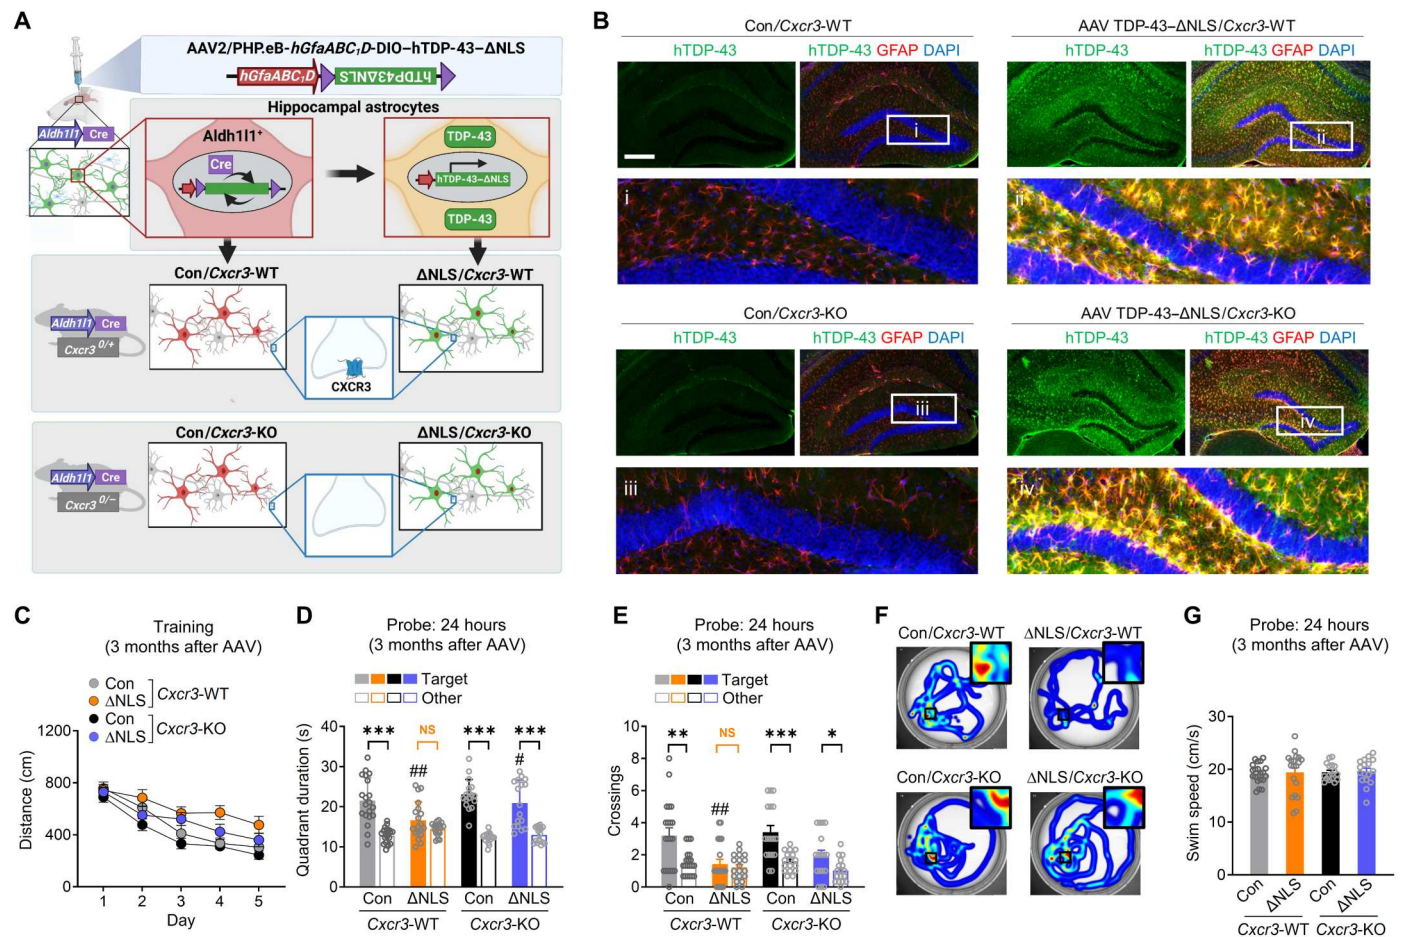 A
AAV2/PHP.eB-hGfaABC₁D-DIO–hTDP-43–ΔNLS
hGfaABC₁D
hTDP43ΔNLS
Hippocampal astrocytes
Aldh1l1
Cre
Aldh1l1⁺
Cre
TDP-43
hTDP-43–ΔNLS
TDP-43
Con/Cxcr3-WT
ΔNLS/Cxcr3-WT
Aldh1l1
Cre
Cxcr3 0/+
CXCR3
Con/Cxcr3-KO
ΔNLS/Cxcr3-KO
Aldh1l1
Cre
Cxcr3 0/–
B
Con/Cxcr3-WT
AAV TDP-43–ΔNLS/Cxcr3-WT
hTDP-43
hTDP-43 GFAP DAPI
hTDP-43
hTDP-43 GFAP DAPI
i
ii
i
ii
Con/Cxcr3-KO
AAV TDP-43–ΔNLS/Cxcr3-KO
hTDP-43
hTDP-43 GFAP DAPI
hTDP-43
hTDP-43 GFAP DAPI
iii
iv
iii
iv
C
Training
(3 months after AAV)
Con
ΔNLS
Cxcr3-WT
Con
ΔNLS
Cxcr3-KO
Distance (cm)
1200
800
400
0
1 2 3 4 5
Day
D
Probe: 24 hours
(3 months after AAV)
Target
Other
Quadrant duration (s)
40
30
20
10
0
*** NS *** ***
## #
Con ΔNLS Con ΔNLS
Cxcr3-WT Cxcr3-KO
E
Probe: 24 hours
(3 months after AAV)
Target
Other
Crossings
10
8
6
4
2
0
** NS *** *
##
Con ΔNLS Con ΔNLS
Cxcr3-WT Cxcr3-KO
F
Con/Cxcr3-WT
ΔNLS/Cxcr3-WT
Con/Cxcr3-KO
ΔNLS/Cxcr3-KO
G
Probe: 24 hours
(3 months after AAV)
Swim speed (cm/s)
30
20
10
0
Con ΔNLS Con ΔNLS
Cxcr3-WT Cxcr3-KO